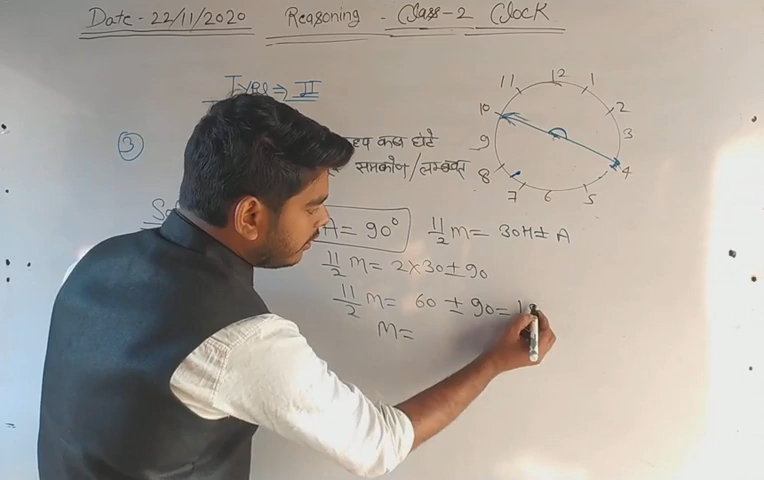 Date - 22/11/2020 Reasoning - Class-2 Clock
Type → II
3
कब होंगे
समकोण/लम्बवत
A = 90°
11/2 M = 30H ± A
11/2 M = 2×30 ± 90
11/2 M = 60 ± 90 = 1
M =
12
11
1
10
2
9
3
8
4
7
6
5